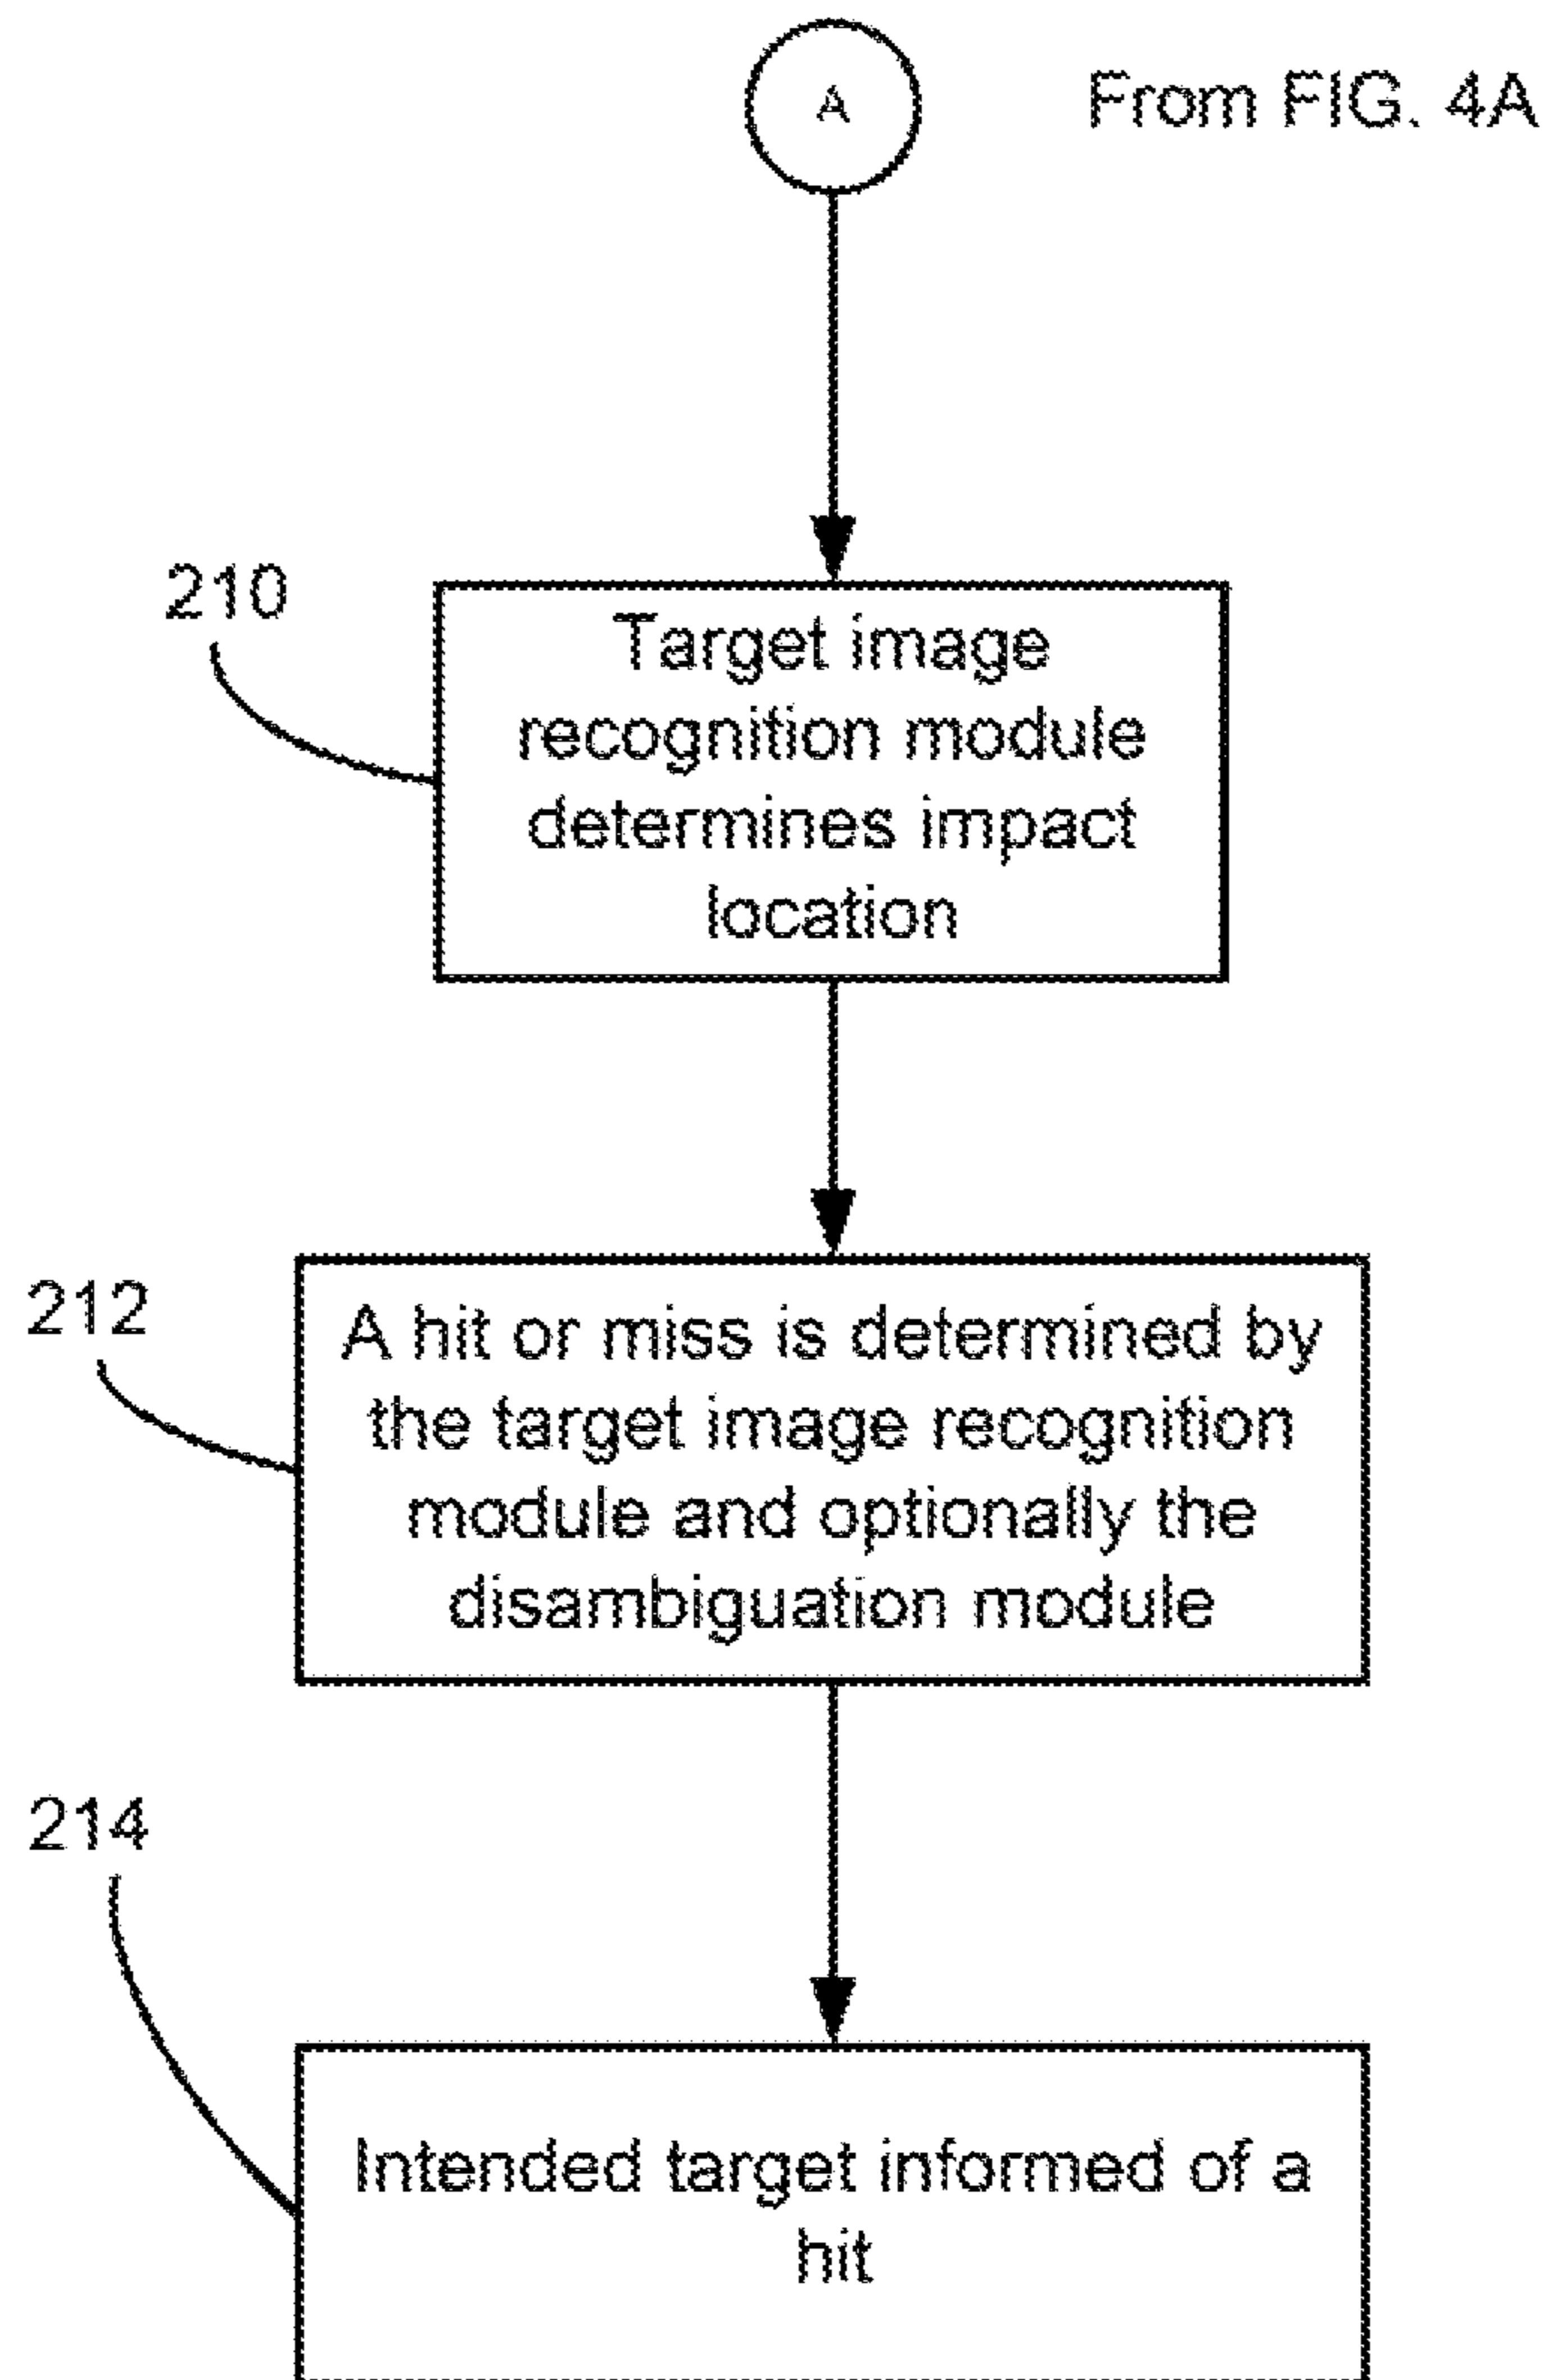 A
From FIG. 4A
210
Target image
recognition module
determines impact
location
212
A hit or miss is determined by
the target image recognition
module and optionally the
disambiguation module
214
Intended target informed of a
hit